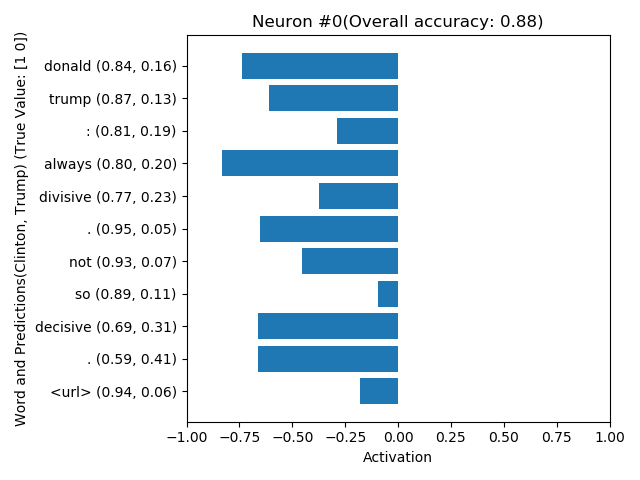 Neuron #0(Overall accuracy: 0.88)
Word and Predictions(Clinton, Trump) (True Value: [1 0])
donald (0.84, 0.16)
trump (0.87, 0.13)
: (0.81, 0.19)
always (0.80, 0.20)
divisive (0.77, 0.23)
. (0.95, 0.05)
not (0.93, 0.07)
so (0.89, 0.11)
decisive (0.69, 0.31)
. (0.59, 0.41)
<url> (0.94, 0.06)
−1.00 −0.75 −0.50 −0.25 0.00 0.25 0.50 0.75 1.00
Activation